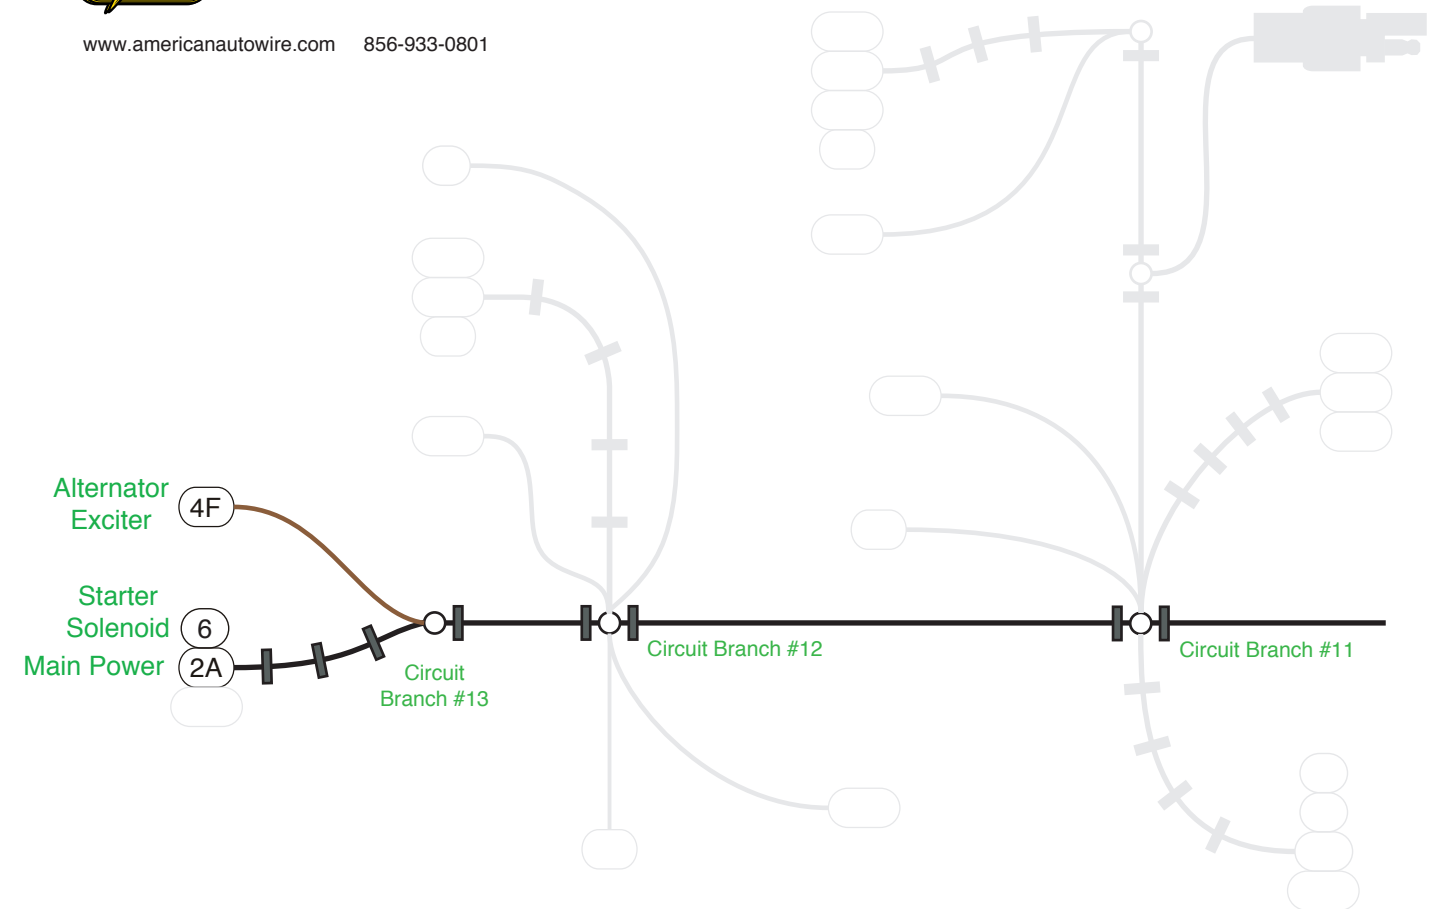 www.americanautowire.com 856-933-0801
Alternator
Exciter
4F
Starter
Solenoid
6
Main Power
2A
Circuit
Branch #13
Circuit Branch #12
Circuit Branch #11